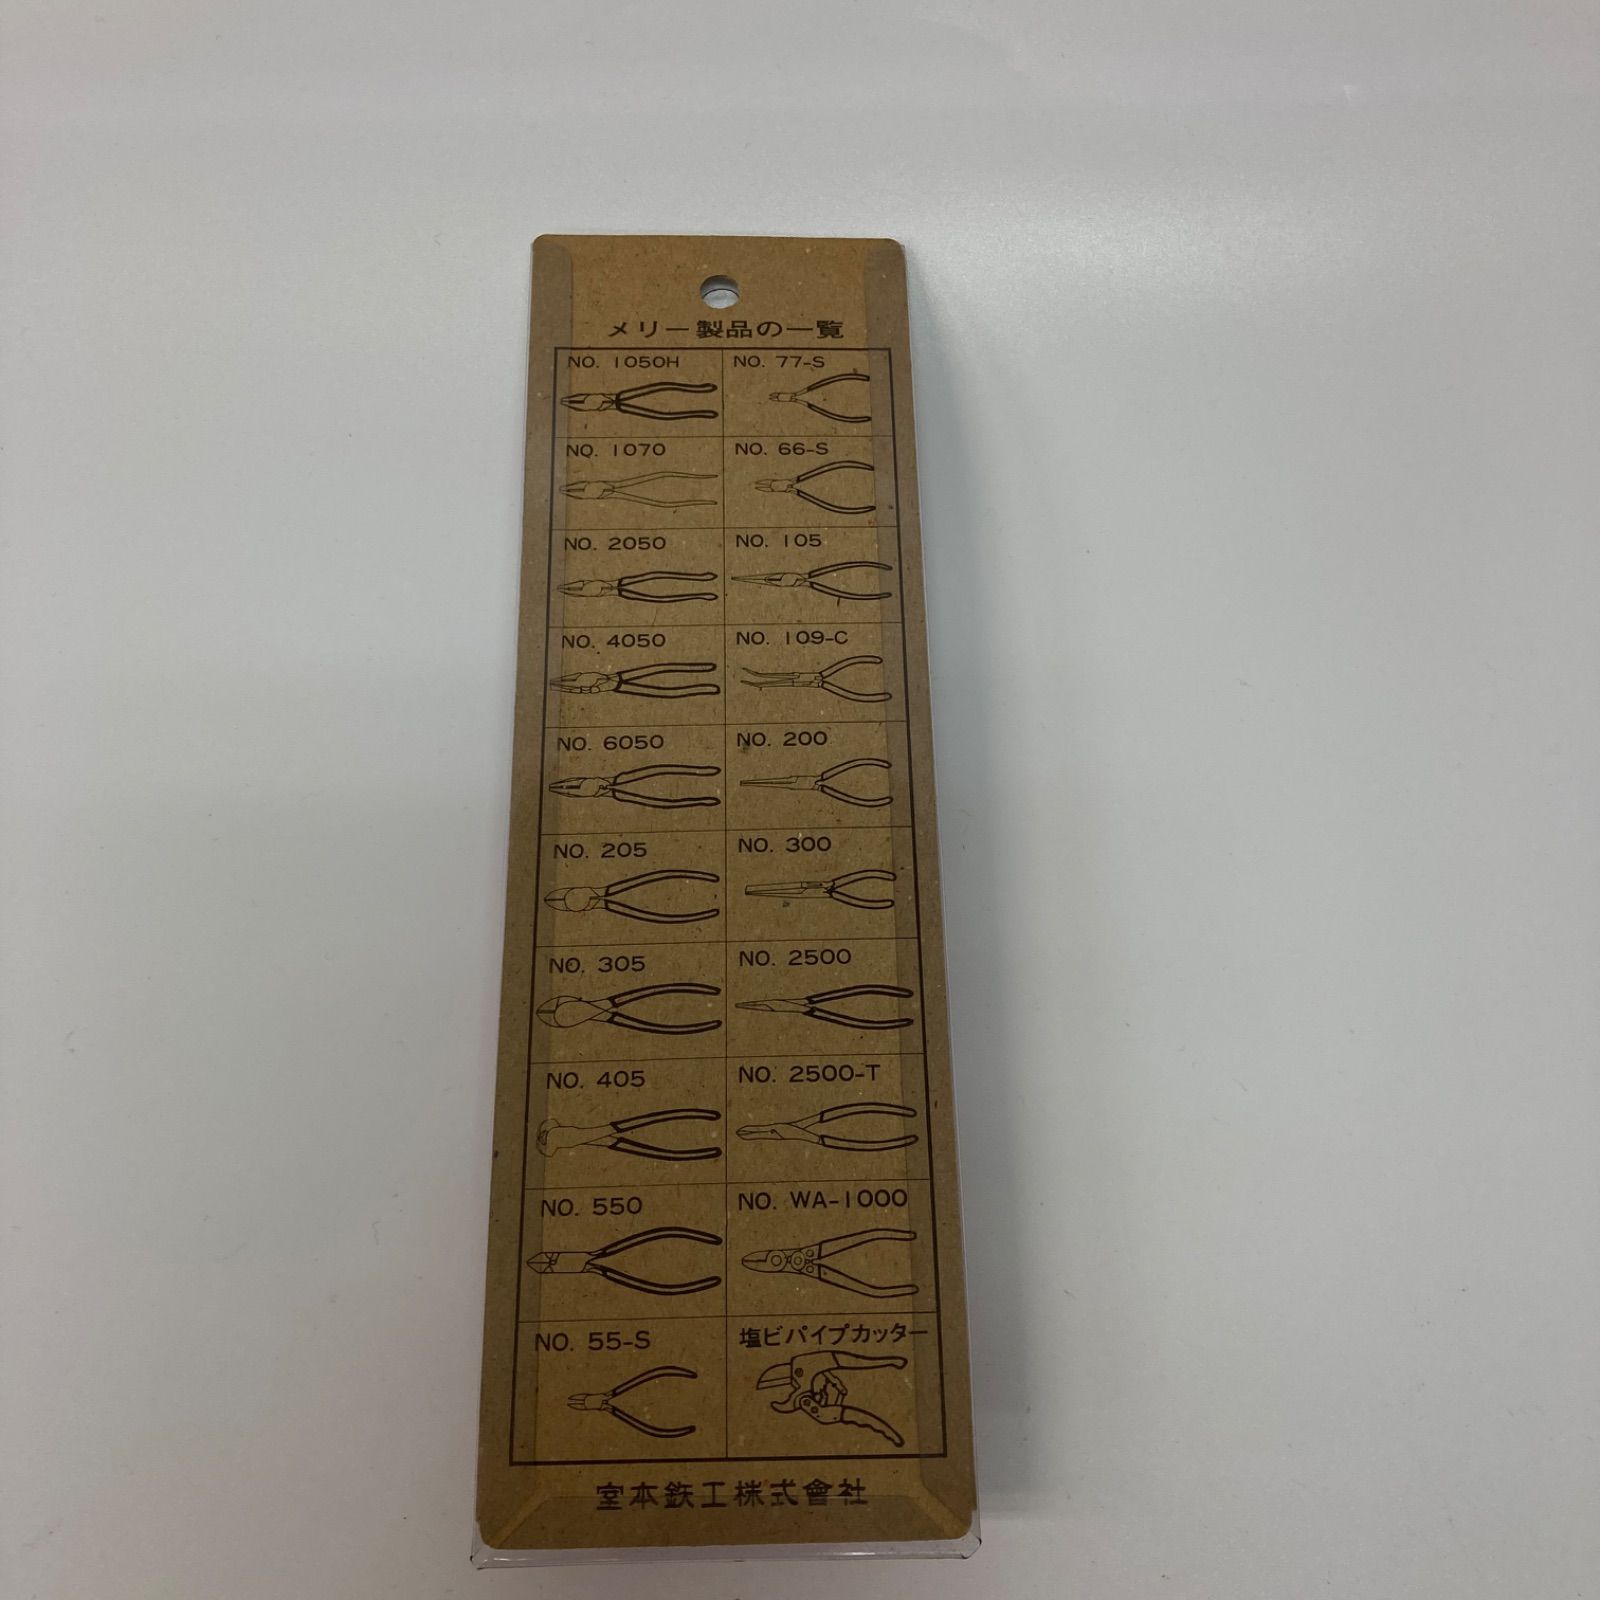 メリー製品の一覧
NO. 1050H
NO. 77-S
NO. 1070
NO. 66-S
NO. 2050
NO. 105
NO. 4050
NO. 109-C
NO. 6050
NO. 200
NO. 205
NO. 300
NO. 305
NO. 2500
NO. 405
NO. 2500-T
NO. 550
NO. WA-1000
NO. 55-S
塩ビパイプカッター
室本鉄工株式會社